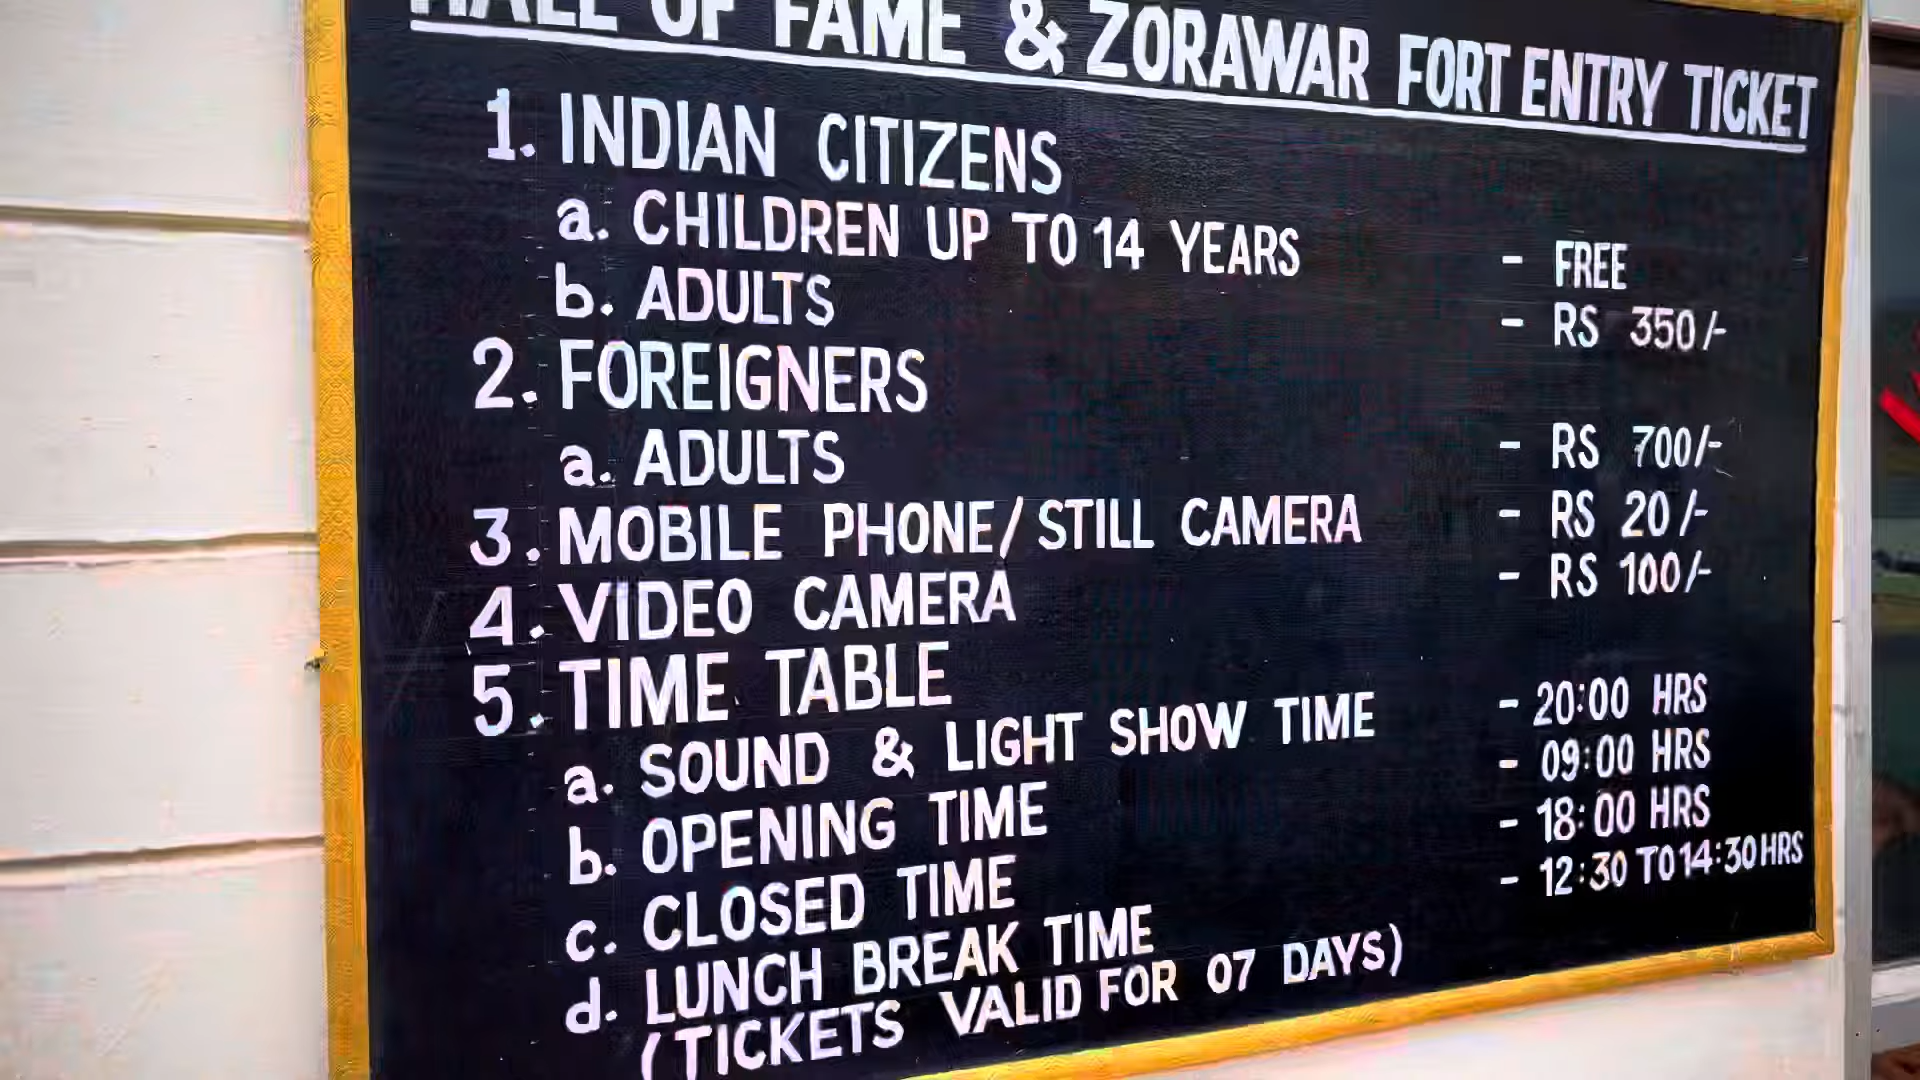 HALL OF FAME & ZORAWAR FORT ENTRY TICKET
1. INDIAN CITIZENS
a. CHILDREN UP TO 14 YEARS - FREE
b. ADULTS - RS 350/-
2. FOREIGNERS
a. ADULTS - RS 700/-
3. MOBILE PHONE/STILL CAMERA - RS 20/-
4. VIDEO CAMERA - RS 100/-
5. TIME TABLE
a. SOUND & LIGHT SHOW TIME - 20:00 HRS
b. OPENING TIME - 09:00 HRS
c. CLOSED TIME - 18:00 HRS
d. LUNCH BREAK TIME - 12:30 TO 14:30 HRS
(TICKETS VALID FOR 07 DAYS)